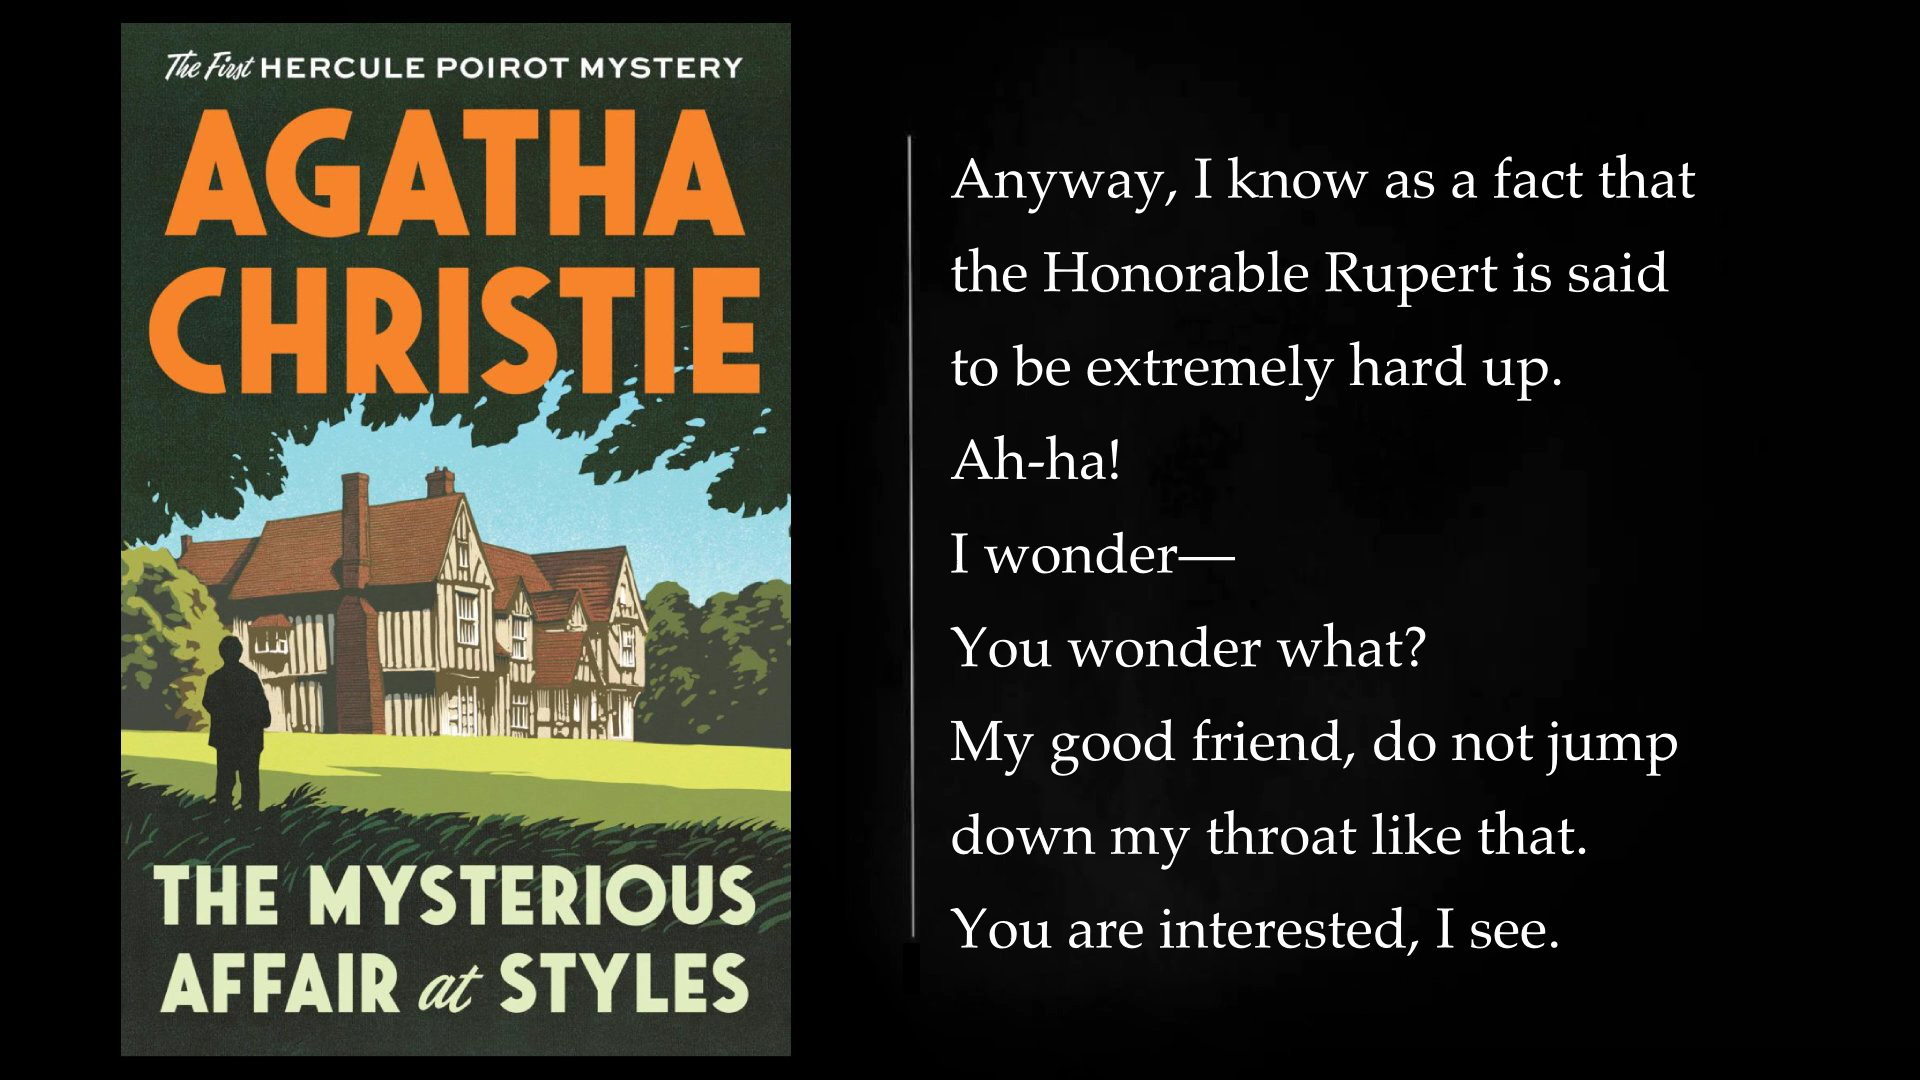 The First HERCULE POIROT MYSTERY
AGATHA
CHRISTIE
THE MYSTERIOUS
AFFAIR at STYLES
Anyway, I know as a fact that
the Honorable Rupert is said
to be extremely hard up.
Ah-ha!
I wonder—
You wonder what?
My good friend, do not jump
down my throat like that.
You are interested, I see.